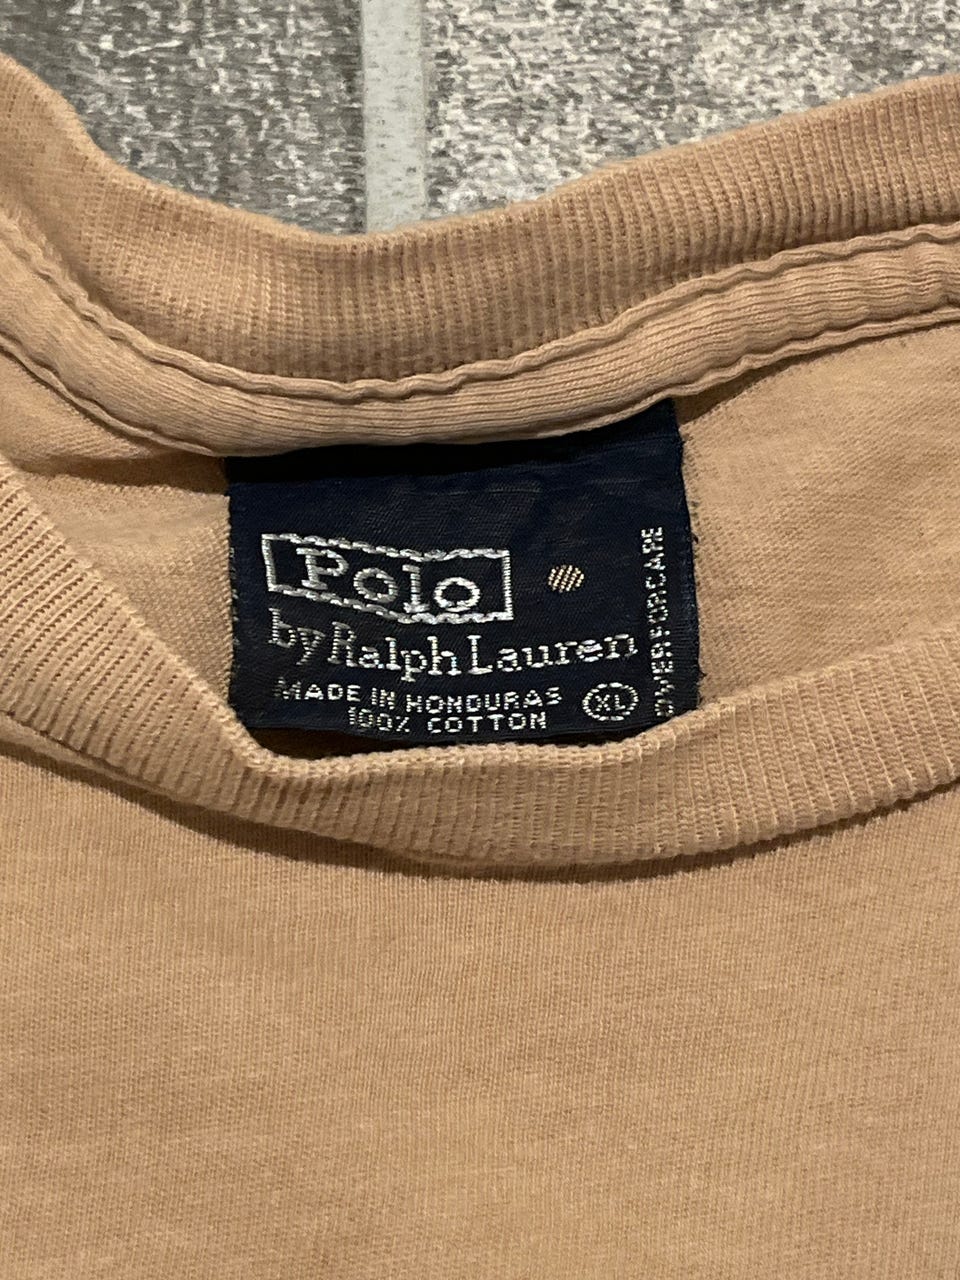 Polo
by Ralph Lauren
MADE IN HONDURAS
100% COTTON
XL
OVER FOR CARE